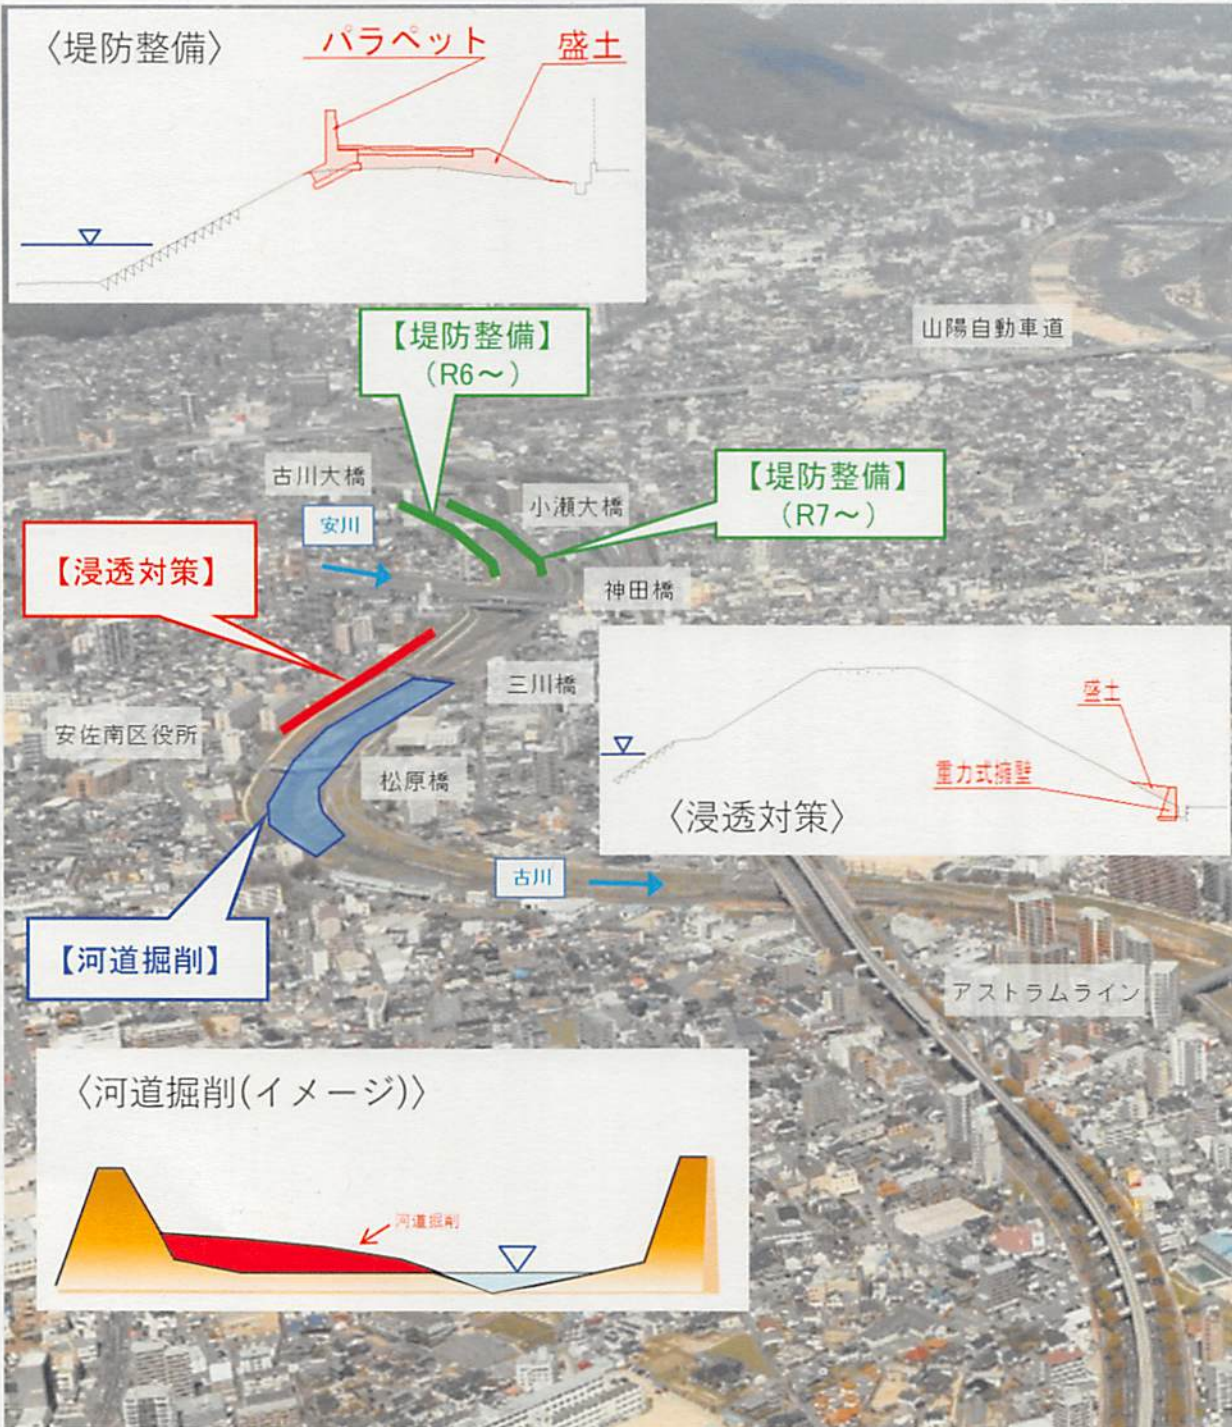 〈堤防整備〉
パラペット
盛土
山陽自動車道
【堤防整備】
（R6～）
古川大橋
安川
小瀬大橋
【堤防整備】
（R7～）
【浸透対策】
神田橋
三川橋
安佐南区役所
松原橋
盛土
重力式擁壁
〈浸透対策〉
古川
【河道掘削】
アストラムライン
〈河道掘削(イメージ)〉
河道掘削